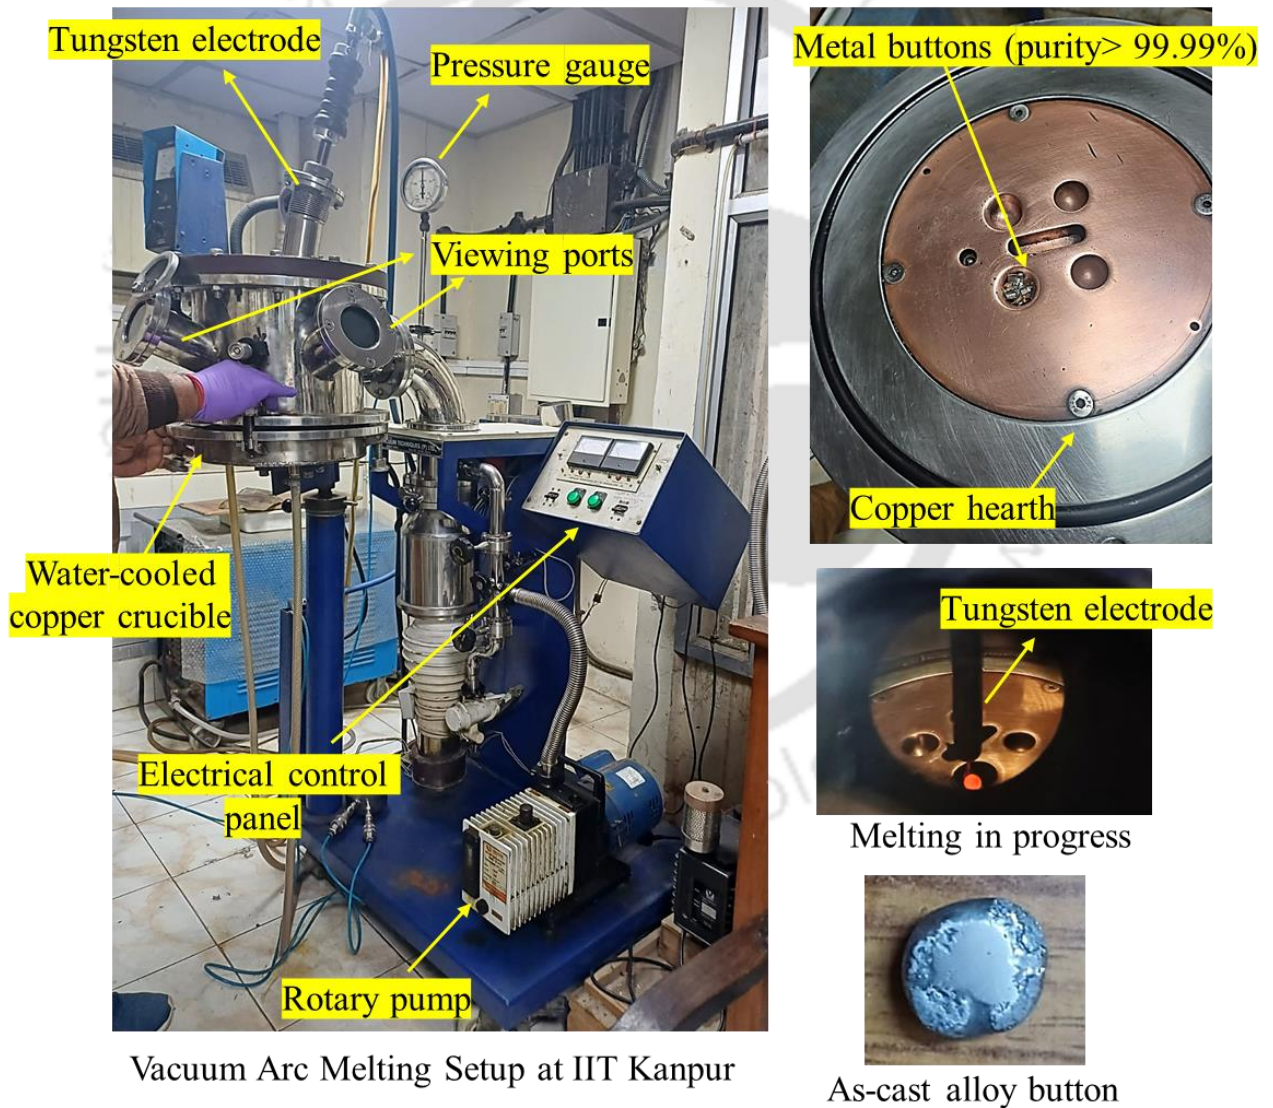 Tungsten electrode
Pressure gauge
Metal buttons (purity> 99.99%)
Viewing ports
Copper hearth
Water-cooled
copper crucible
Tungsten electrode
Electrical control
panel
Melting in progress
Rotary pump
Vacuum Arc Melting Setup at IIT Kanpur
As-cast alloy button